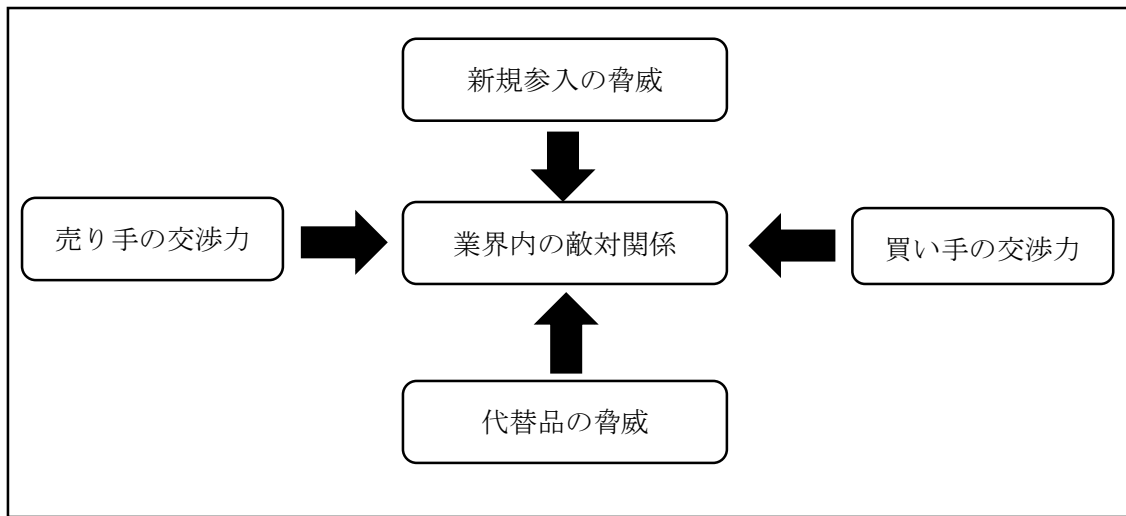 新規参入の脅威
売り手の交渉力
業界内の敵対関係
買い手の交渉力
代替品の脅威